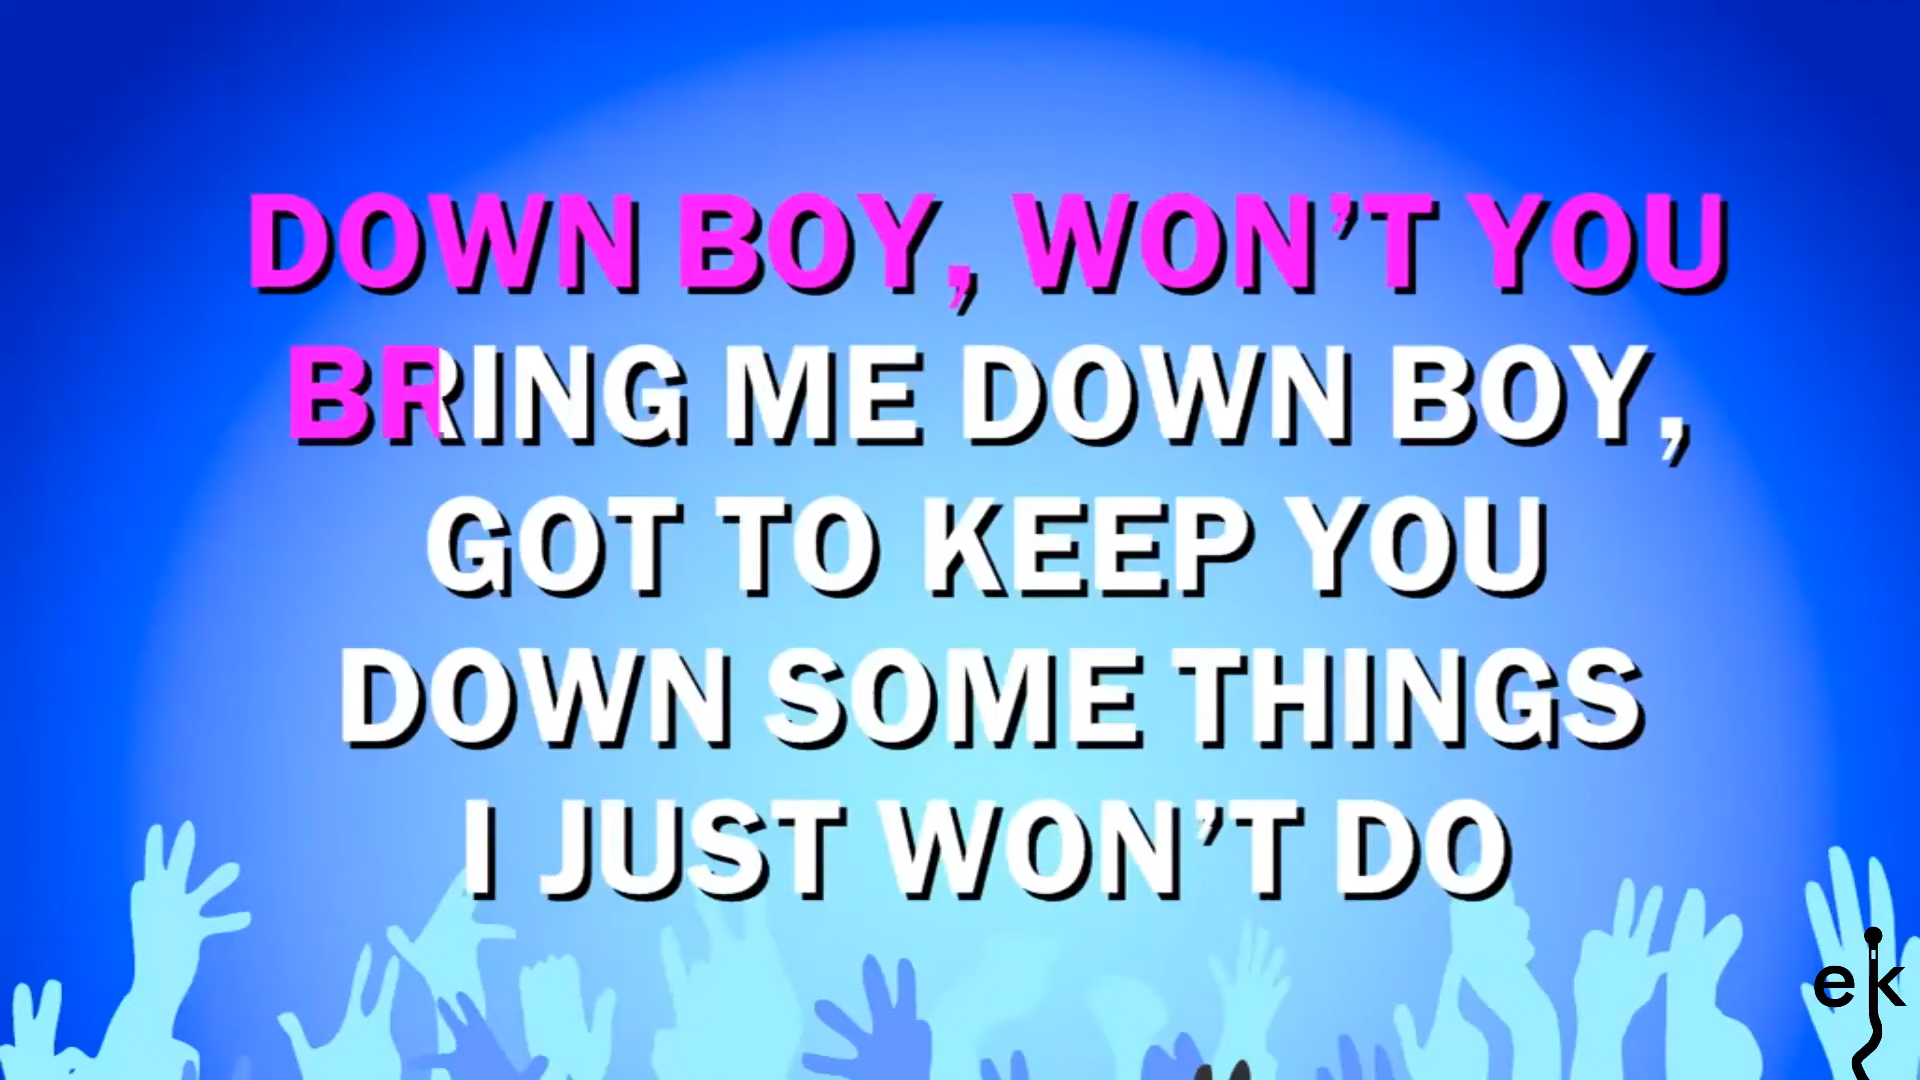 DOWN BOY, WON'T YOU
BRING ME DOWN BOY,
GOT TO KEEP YOU
DOWN SOME THINGS
I JUST WON'T DO
ek